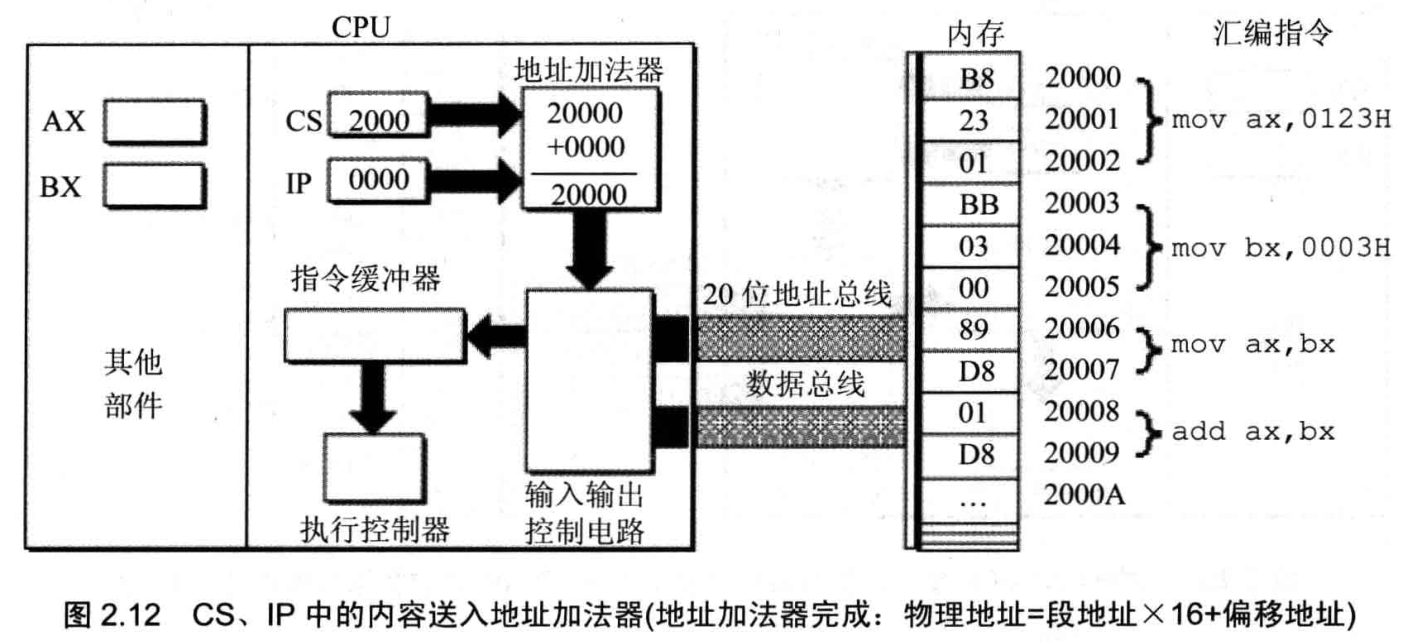 CPU
AX
BX
其他
部件
CS
2000
IP
0000
地址加法器
20000
+0000
20000
指令缓冲器
执行控制器
输入输出
控制电路
20 位地址总线
数据总线
内存
汇编指令
B8 20000
23 20001 mov ax,0123H
01 20002
BB 20003
03 20004 mov bx,0003H
00 20005
89 20006
mov ax,bx
D8 20007
01 20008
add ax,bx
D8 20009
… 2000A
图 2.12 CS、IP 中的内容送入地址加法器(地址加法器完成：物理地址=段地址×16+偏移地址)